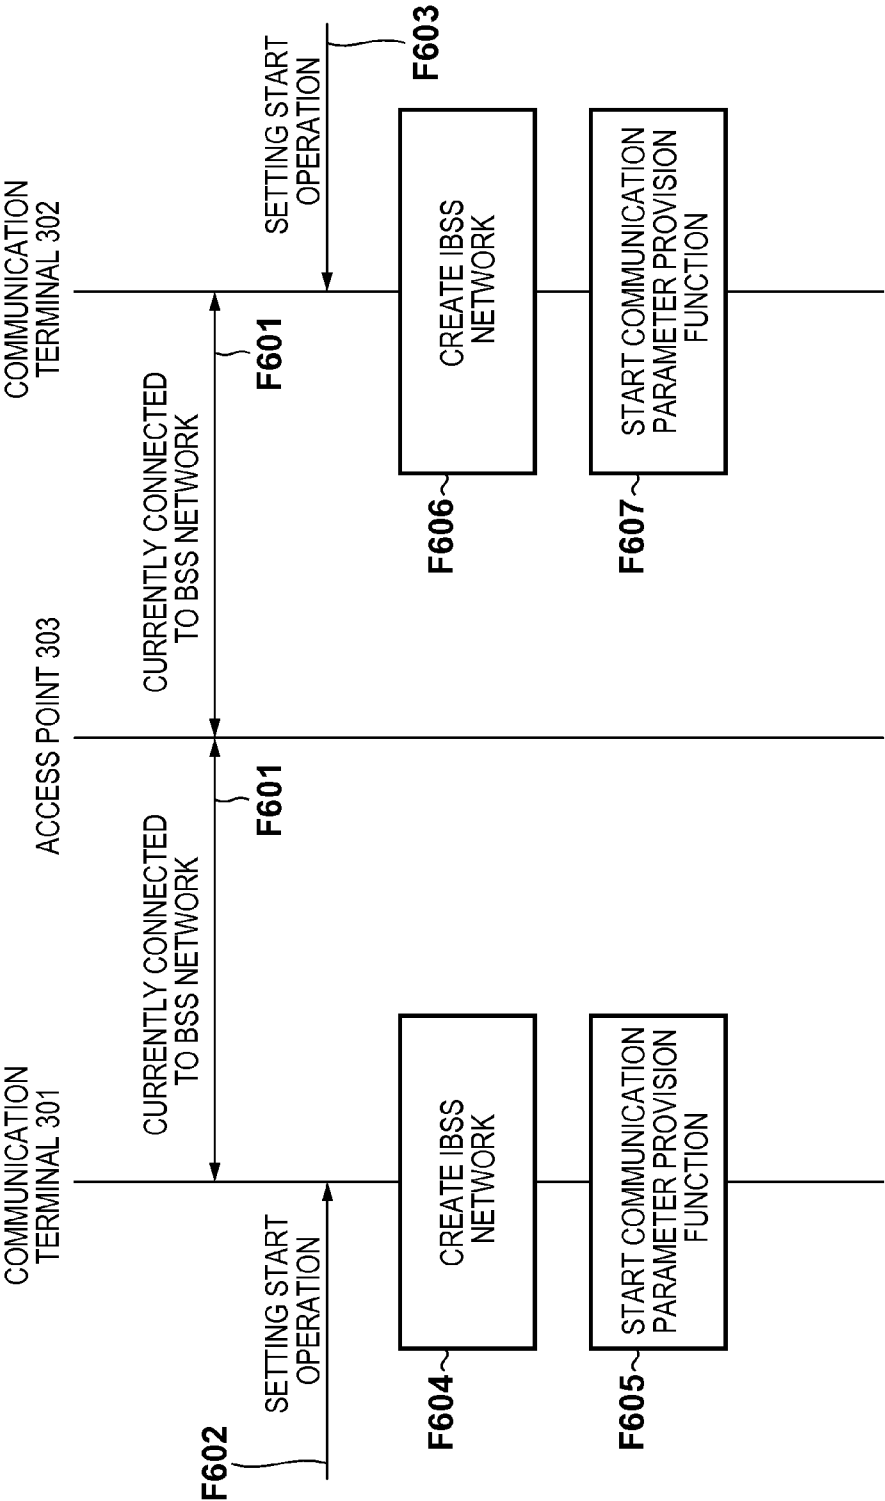 COMMUNICATION
TERMINAL 301
ACCESS POINT 303
COMMUNICATION
TERMINAL 302
CURRENTLY CONNECTED
TO BSS NETWORK
F601
CURRENTLY CONNECTED
TO BSS NETWORK
F601
F602
SETTING START
OPERATION
SETTING START
OPERATION
F603
F604
CREATE IBSS
NETWORK
F606
CREATE IBSS
NETWORK
F605
START COMMUNICATION
PARAMETER PROVISION
FUNCTION
F607
START COMMUNICATION
PARAMETER PROVISION
FUNCTION